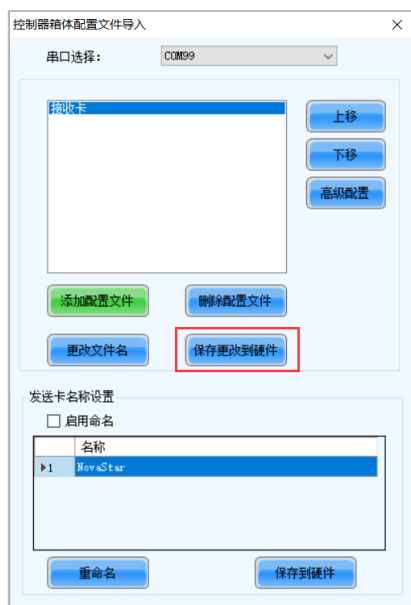 控制器箱体配置文件导入
串口选择: COM99
接收卡
上移
下移
高级配置
添加配置文件 删除配置文件
更改文件名 保存更改到硬件
发送卡名称设置
启用命名
名称
1 NovaStar
重命名 保存到硬件